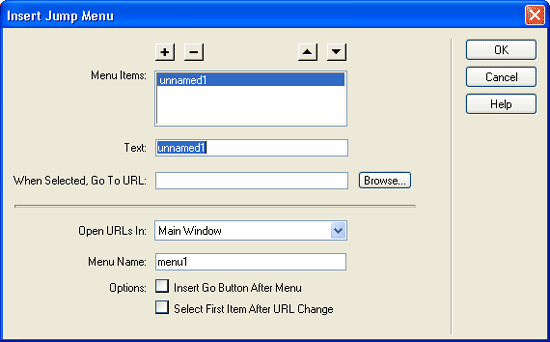 Insert Jump Menu
OK
Cancel
Help
Menu Items: unnamed1
Text: unnamed1
When Selected, Go To URL: Browse...
Open URLs In: Main Window
Menu Name: menu1
Options: Insert Go Button After Menu
Select First Item After URL Change